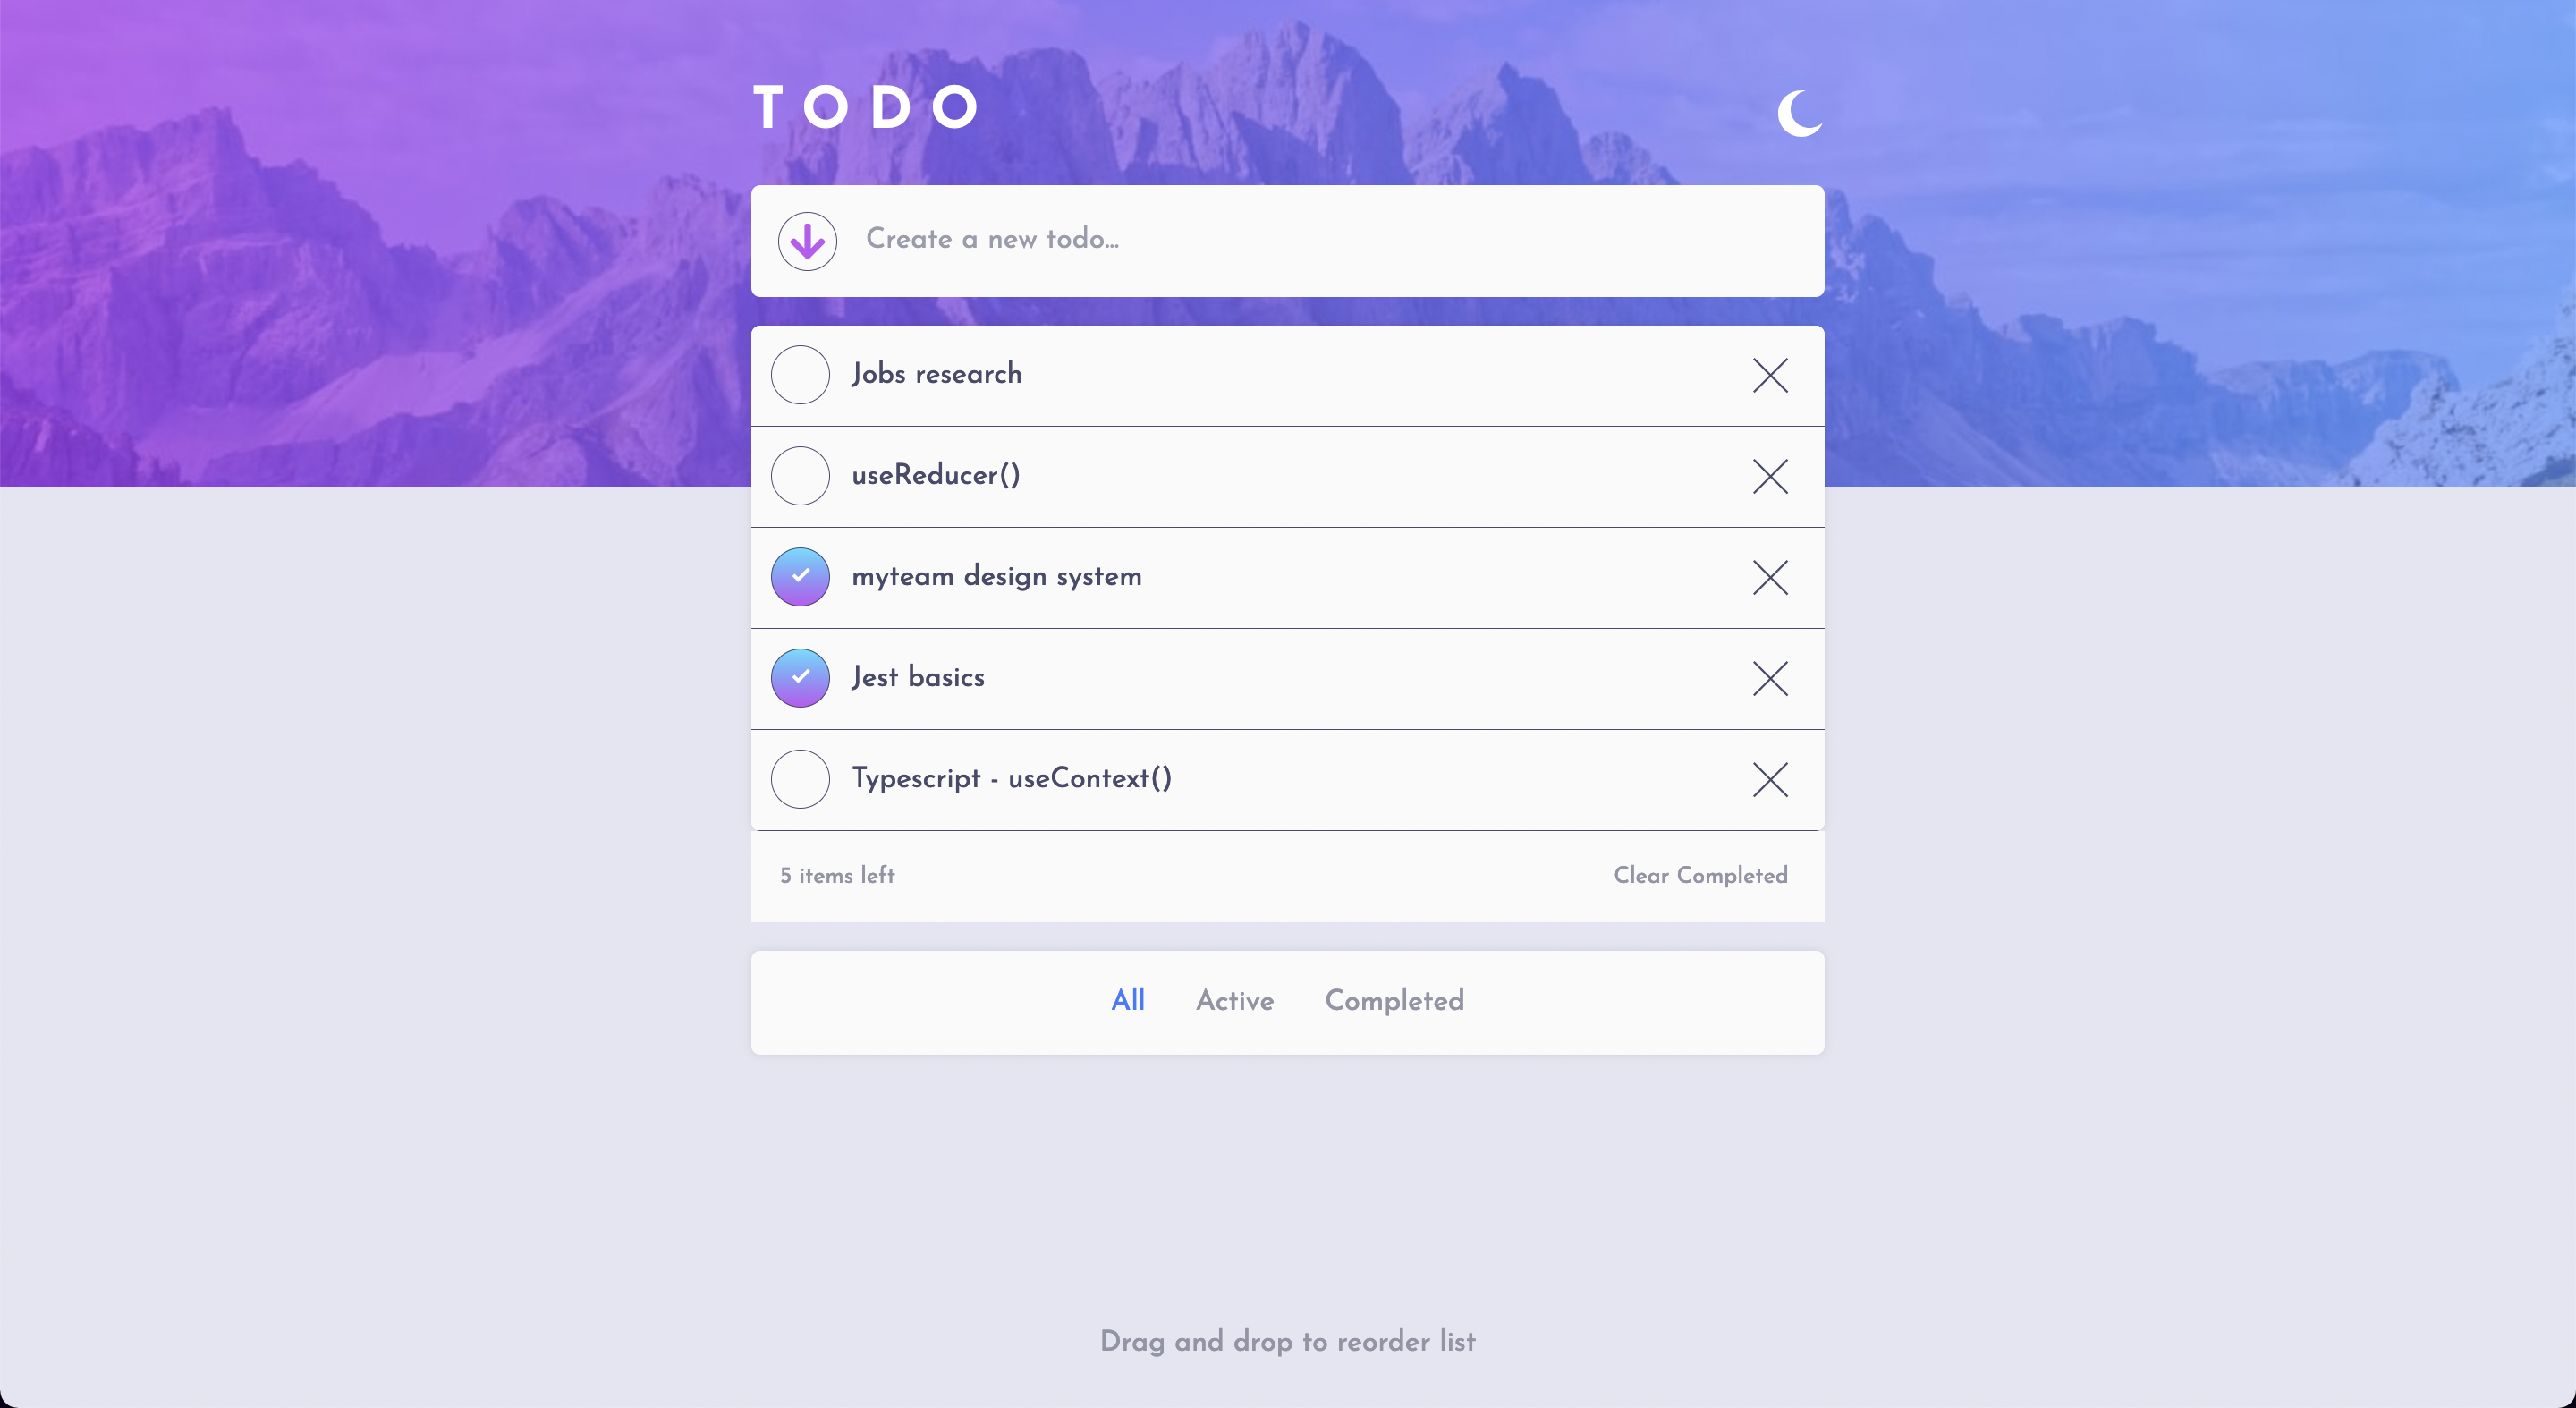 TODO
Create a new todo...
Jobs research
useReducer()
myteam design system
Jest basics
Typescript - useContext()
5 items left Clear Completed
All Active Completed
Drag and drop to reorder list